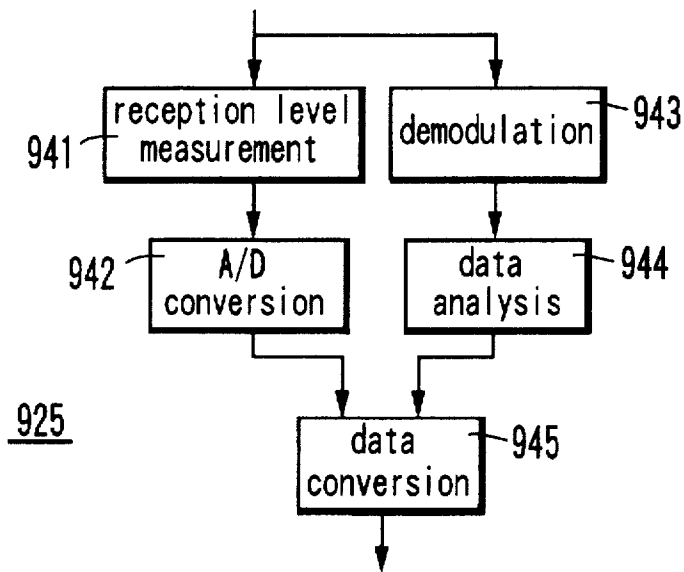 reception level
measurement
941
demodulation
943
A/D
conversion
942
data
analysis
944
925
data
conversion
945